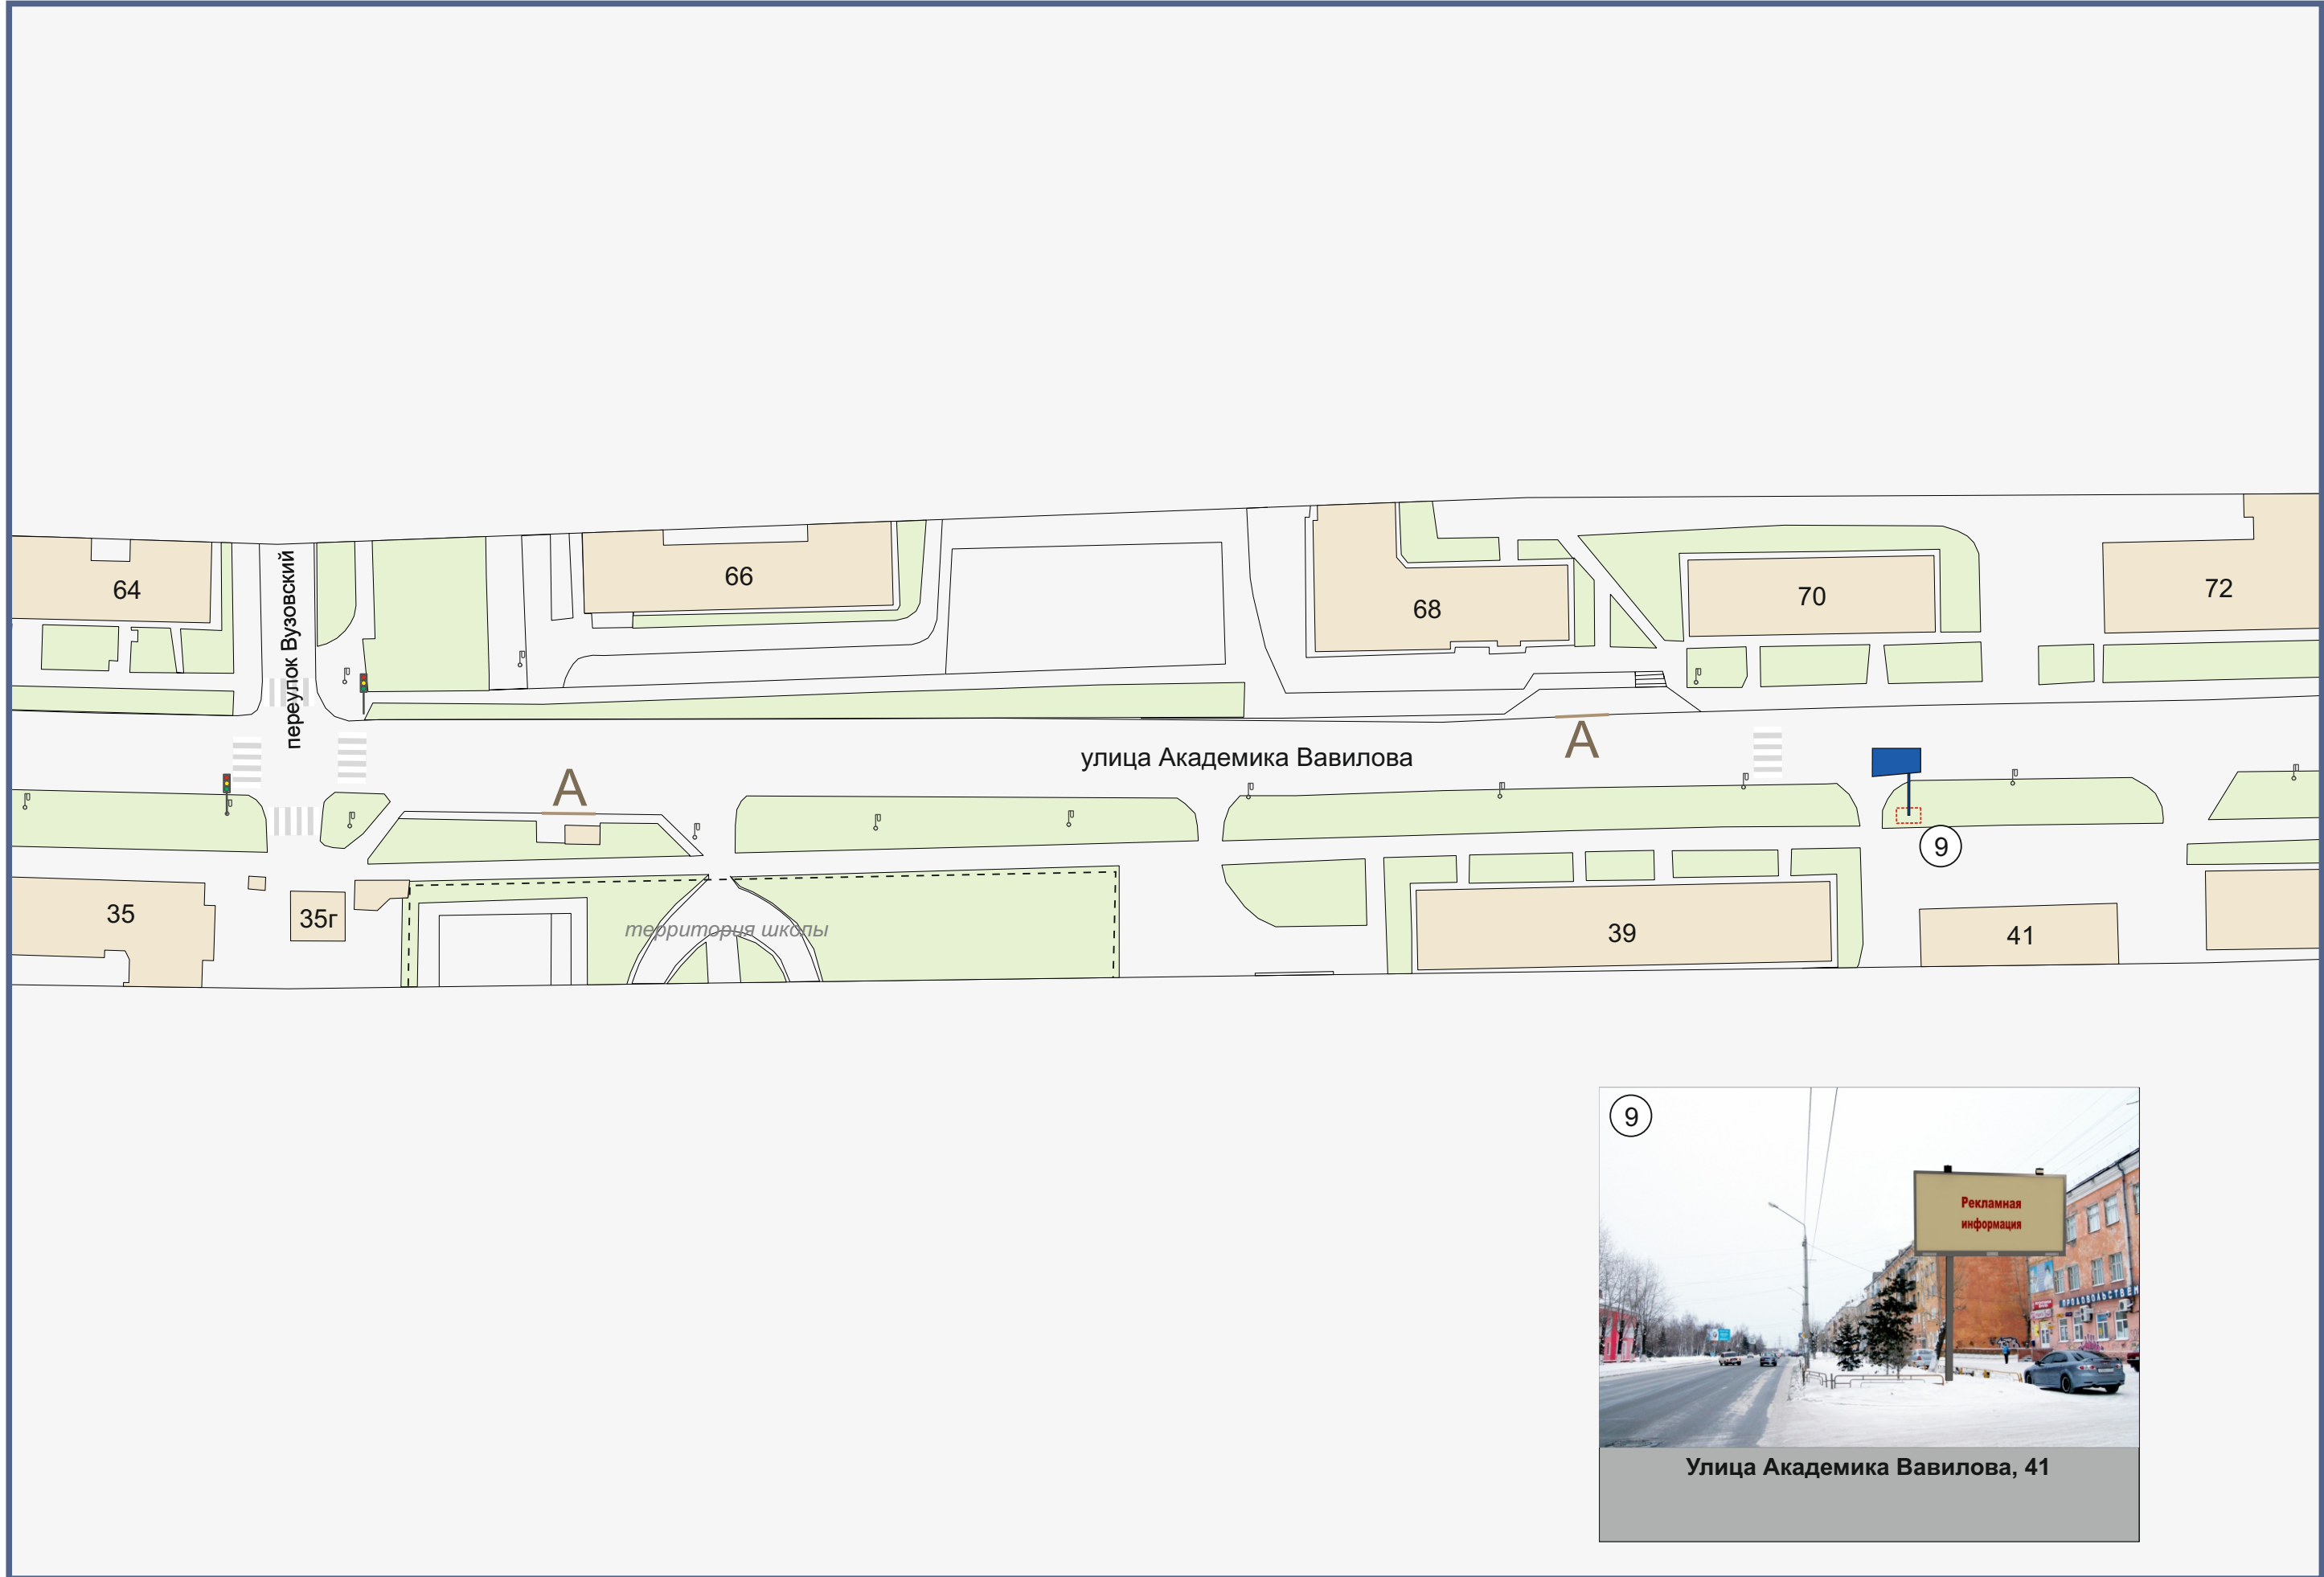 64
переулок Вузовский
66
68
70
72
улица Академика Вавилова
А
А
9
35
35г
территория школы
39
41
9
Рекламная
информация
ПРОДОВОЛЬСТВЕН
Улица Академика Вавилова, 41